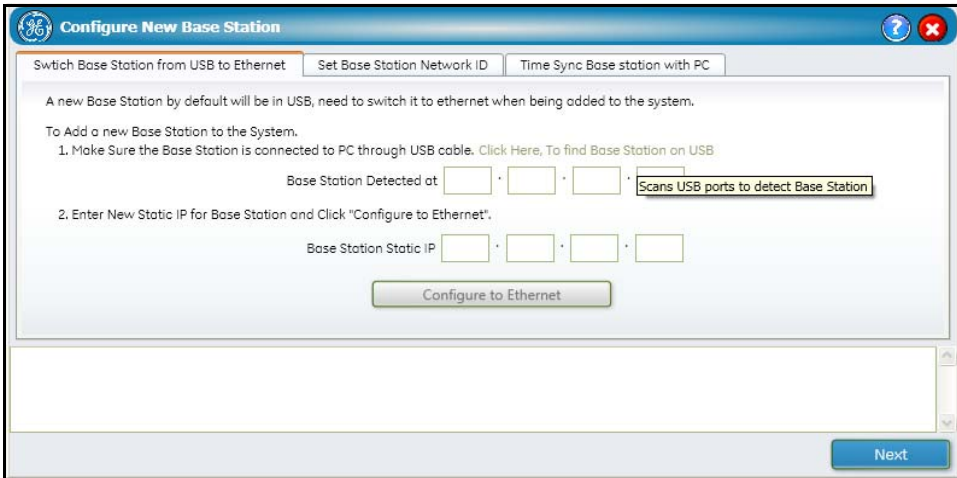 Configure New Base Station
Swtich Base Station from USB to Ethernet
Set Base Station Network ID
Time Sync Base station with PC
A new Base Station by default will be in USB, need to switch it to ethernet when being added to the system.
To Add a new Base Station to the System.
1. Make Sure the Base Station is connected to PC through USB cable. Click Here, To find Base Station on USB
Base Station Detected at
Scans USB ports to detect Base Station
2. Enter New Static IP for Base Station and Click "Configure to Ethernet".
Base Station Static IP
Configure to Ethernet
Next